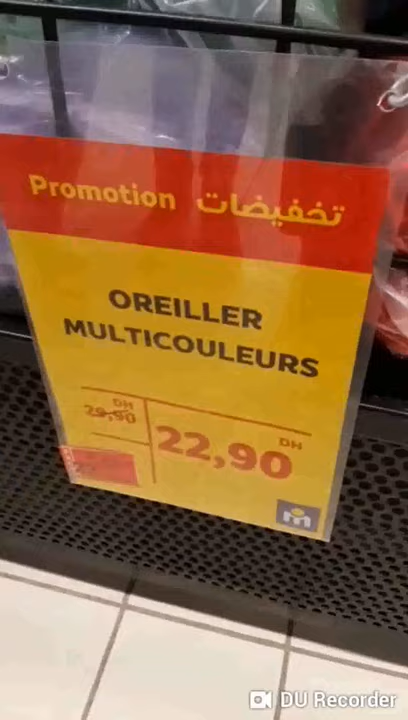 Promotion تخفيضات
OREILLER
MULTICOULEURS
DH
29,90
DH
22,90
m
DU Recorder